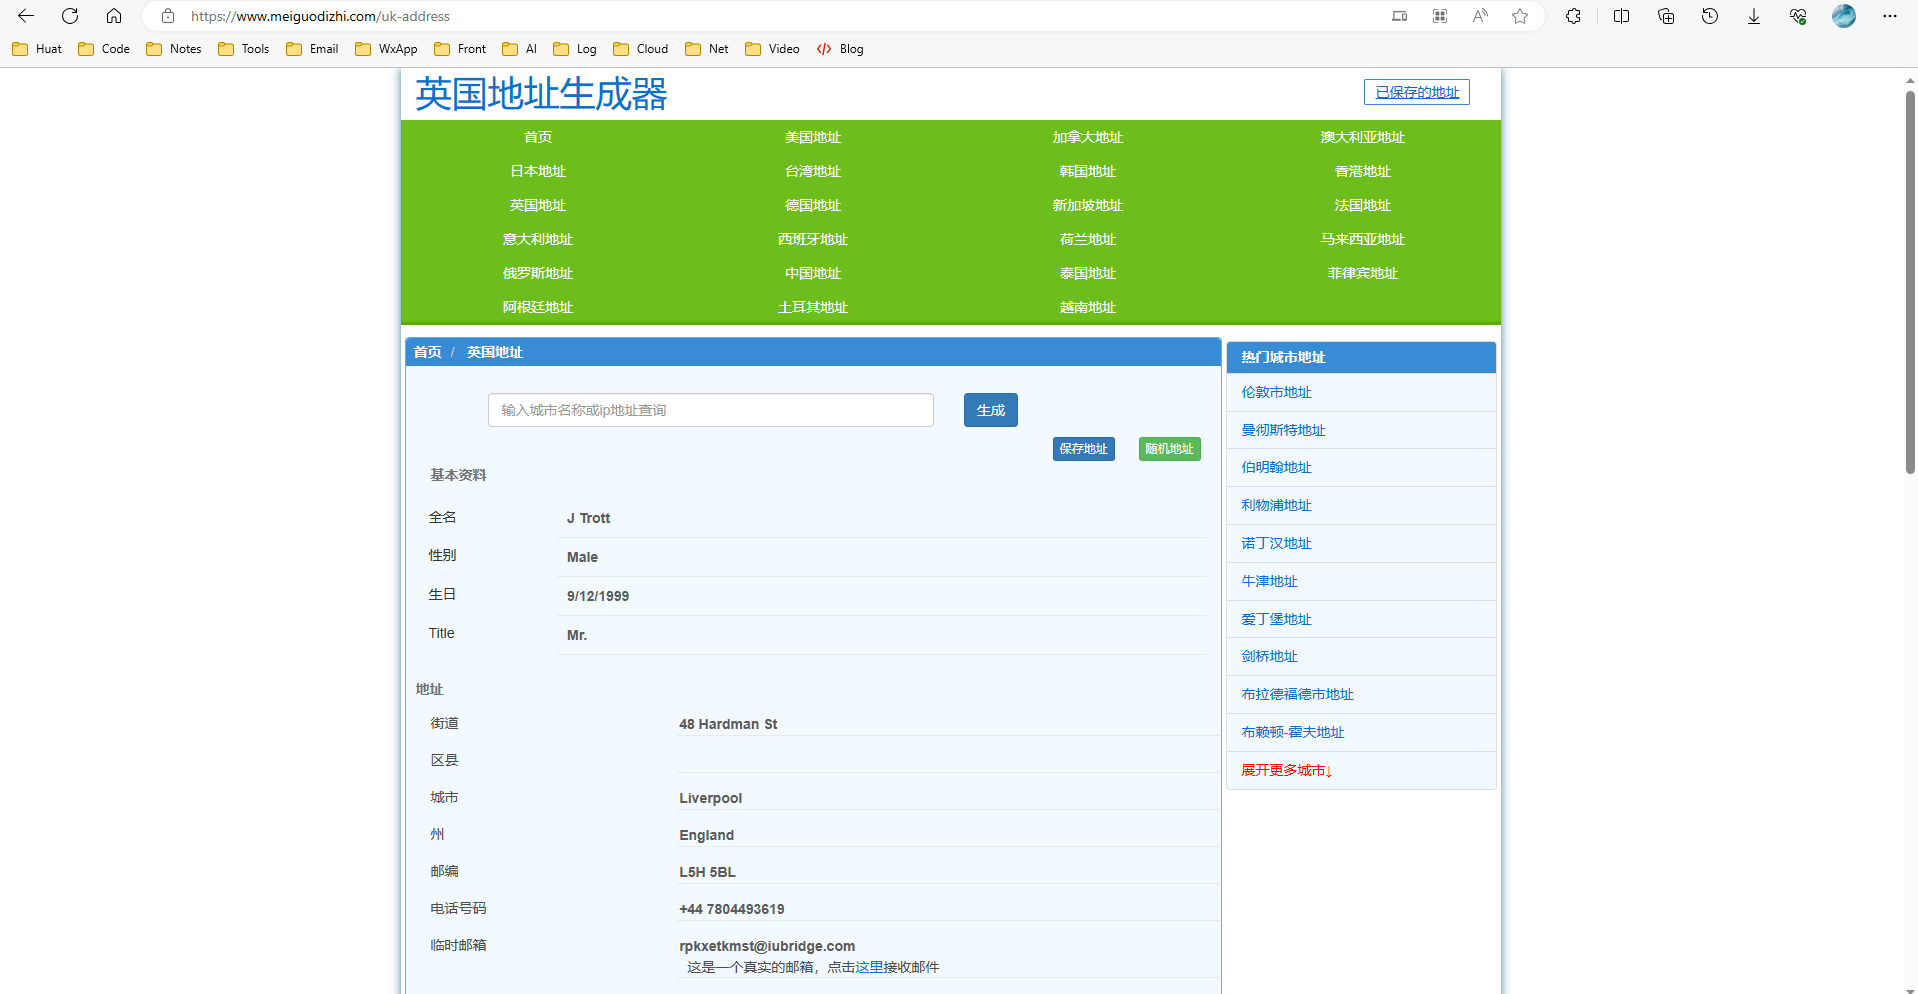 https://www.meiguodizhi.com/uk-address
Huat Code Notes Tools Email WxApp Front AI Log Cloud Net Video Blog
英国地址生成器
已保存的地址
首页 美国地址 加拿大地址 澳大利亚地址
日本地址 台湾地址 韩国地址 香港地址
英国地址 德国地址 新加坡地址 法国地址
意大利地址 西班牙地址 荷兰地址 马来西亚地址
俄罗斯地址 中国地址 泰国地址 菲律宾地址
阿根廷地址 土耳其地址 越南地址
首页 / 英国地址
输入城市名称或ip地址查询 生成
保存地址 随机地址
基本资料
全名 J Trott
性别 Male
生日 9/12/1999
Title Mr.
地址
街道 48 Hardman St
区县
城市 Liverpool
州 England
邮编 L5H 5BL
电话号码 +44 7804493619
临时邮箱 rpkxetkmst@iubridge.com
这是一个真实的邮箱，点击这里接收邮件
热门城市地址
伦敦市地址
曼彻斯特地址
伯明翰地址
利物浦地址
诺丁汉地址
牛津地址
爱丁堡地址
剑桥地址
布拉德福德市地址
布赖顿-霍夫地址
展开更多城市↓